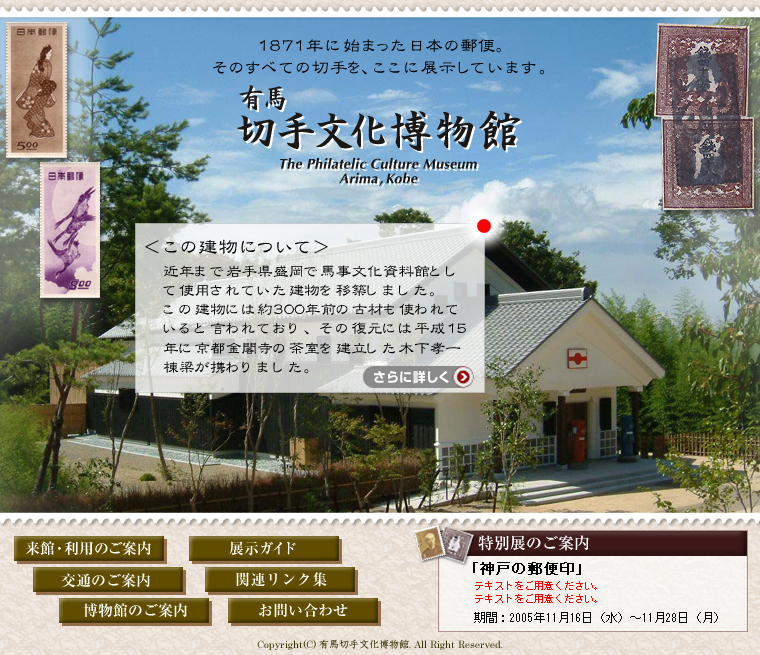 1871年に始まった日本の郵便。
そのすべての切手を、ここに展示しています。
日本郵便
5.00
日本郵便
8.00
有馬
切手文化博物館
The Philatelic Culture Museum
Arima, Kobe
＜この建物について＞
近年まで岩手県盛岡で馬事文化資料館とし
て使用されていた建物を移築しました。
この建物には約300年前の古材も使われて
いると言われており、その復元には平成15
年に京都金閣寺の茶室を建立した木下孝一
棟梁が携わりました。
さらに詳しく
来館・利用のご案内
展示ガイド
交通のご案内
関連リンク集
博物館のご案内
お問い合わせ
特別展のご案内
「神戸の郵便印」
テキストをご用意ください。
テキストをご用意ください。
期間：2005年11月16日（水）～11月28日（月）
Copyright(C) 有馬切手文化博物館. All Right Reserved.